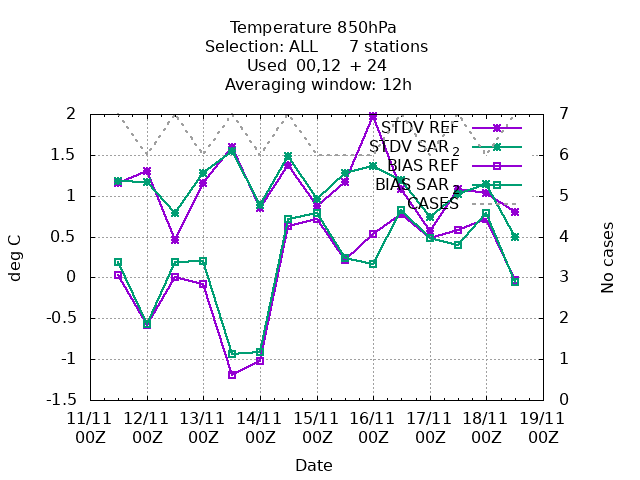 Temperature 850hPa
Selection: ALL 7 stations
Used 00,12 + 24
Averaging window: 12h
STDV REF
STDV SAR 2
BIAS REF
BIAS SAR 2
CASES
2
1.5
1
0.5
0
-0.5
-1
-1.5
deg C
7
6
5
4
3
2
1
0
No cases
11/11 12/11 13/11 14/11 15/11 16/11 17/11 18/11 19/11
00Z 00Z 00Z 00Z 00Z 00Z 00Z 00Z 00Z
Date